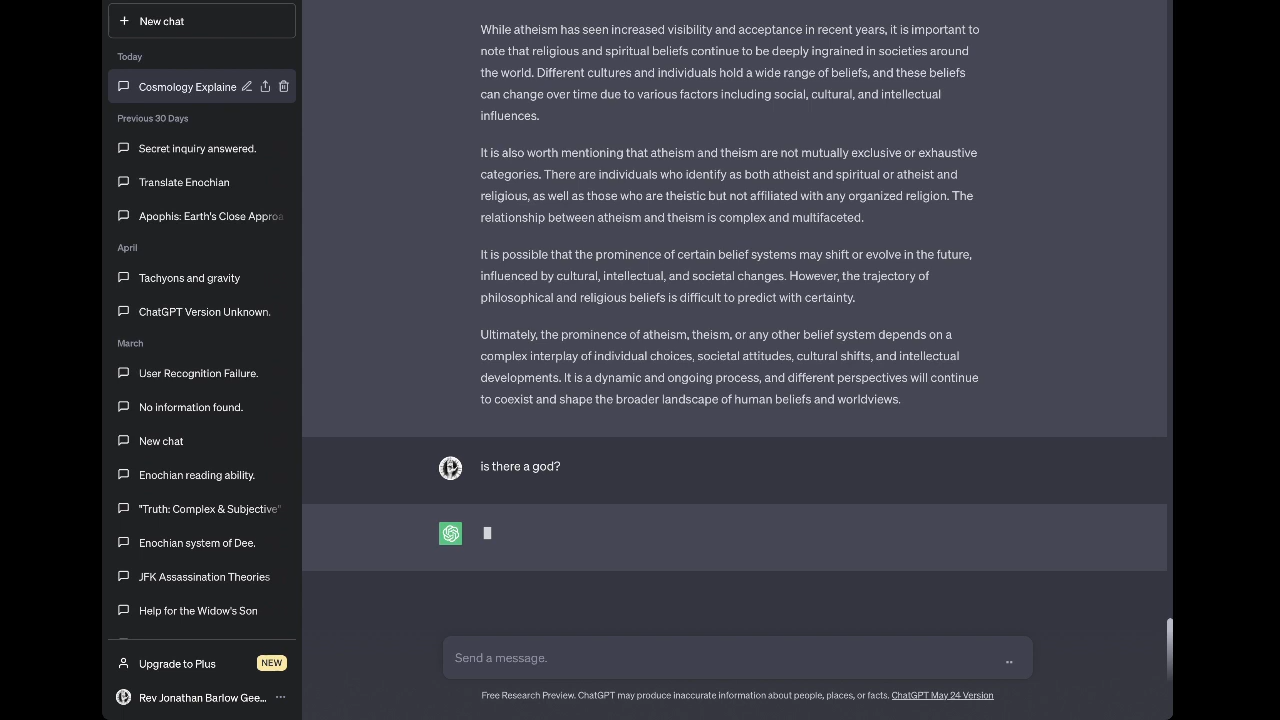 New chat
Today
Cosmology Explaine
Previous 30 Days
Secret inquiry answered.
Translate Enochian
Apophis: Earth's Close Approa
April
Tachyons and gravity
ChatGPT Version Unknown.
March
User Recognition Failure.
No information found.
New chat
Enochian reading ability.
"Truth: Complex & Subjective"
Enochian system of Dee.
JFK Assassination Theories
Help for the Widow's Son
Upgrade to Plus NEW
Rev Jonathan Barlow Gee...
While atheism has seen increased visibility and acceptance in recent years, it is important to
note that religious and spiritual beliefs continue to be deeply ingrained in societies around
the world. Different cultures and individuals hold a wide range of beliefs, and these beliefs
can change over time due to various factors including social, cultural, and intellectual
influences.
It is also worth mentioning that atheism and theism are not mutually exclusive or exhaustive
categories. There are individuals who identify as both atheist and spiritual or atheist and
religious, as well as those who are theistic but not affiliated with any organized religion. The
relationship between atheism and theism is complex and multifaceted.
It is possible that the prominence of certain belief systems may shift or evolve in the future,
influenced by cultural, intellectual, and societal changes. However, the trajectory of
philosophical and religious beliefs is difficult to predict with certainty.
Ultimately, the prominence of atheism, theism, or any other belief system depends on a
complex interplay of individual choices, societal attitudes, cultural shifts, and intellectual
developments. It is a dynamic and ongoing process, and different perspectives will continue
to coexist and shape the broader landscape of human beliefs and worldviews.
is there a god?
Send a message.
Free Research Preview. ChatGPT may produce inaccurate information about people, places, or facts. ChatGPT May 24 Version